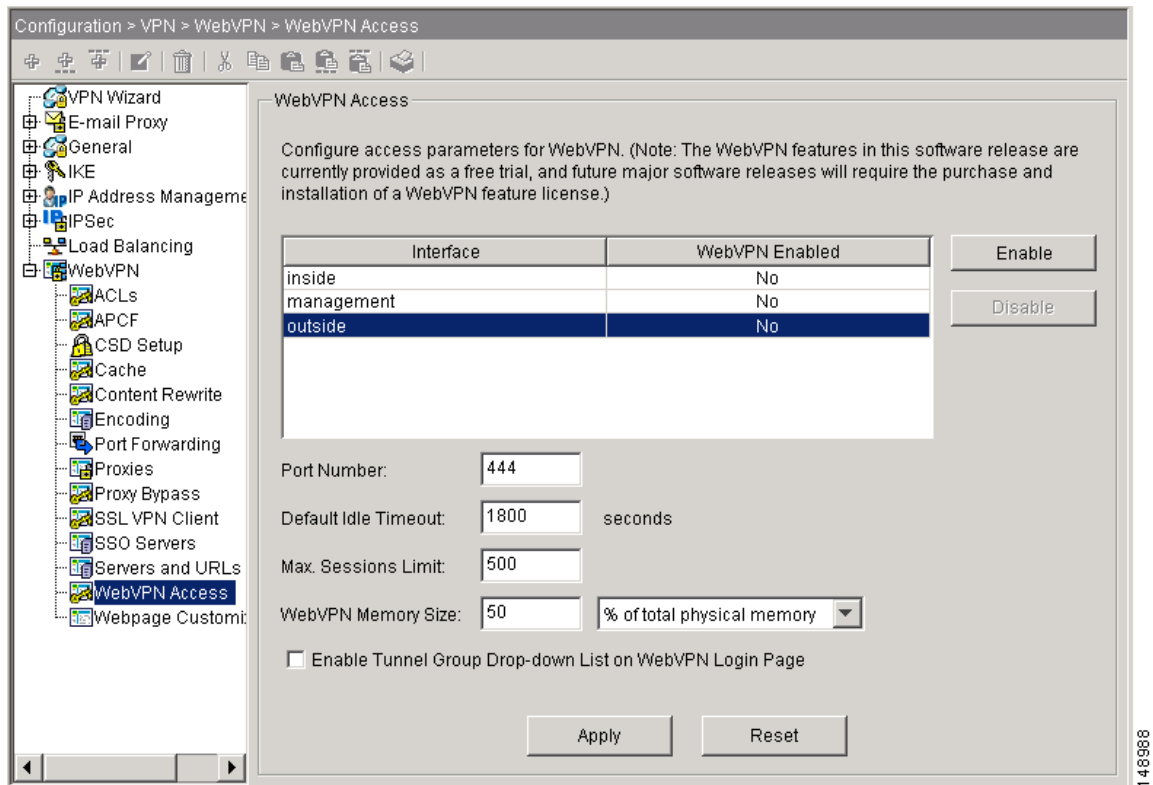 Configuration > VPN > WebVPN > WebVPN Access
VPN Wizard
E-mail Proxy
General
IKE
IP Address Manageme
IPSec
Load Balancing
WebVPN
ACLs
APCF
CSD Setup
Cache
Content Rewrite
Encoding
Port Forwarding
Proxies
Proxy Bypass
SSL VPN Client
SSO Servers
Servers and URLs
WebVPN Access
Webpage Customi
WebVPN Access
Configure access parameters for WebVPN. (Note: The WebVPN features in this software release are
currently provided as a free trial, and future major software releases will require the purchase and
installation of a WebVPN feature license.)
Interface WebVPN Enabled
inside No
management No
outside No
Enable
Disable
Port Number: 444
Default Idle Timeout: 1800 seconds
Max. Sessions Limit: 500
WebVPN Memory Size: 50 % of total physical memory
Enable Tunnel Group Drop-down List on WebVPN Login Page
Apply Reset
148988